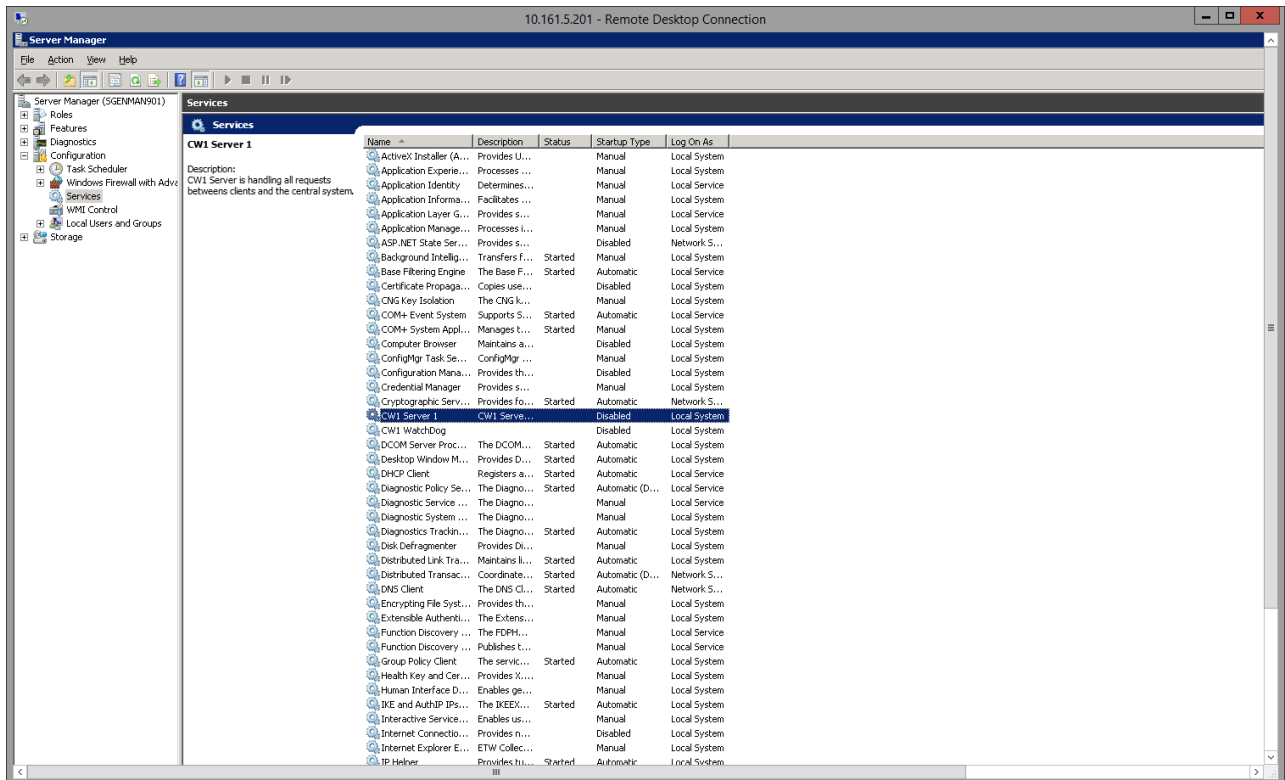 10.161.5.201 - Remote Desktop Connection
Server Manager
File Action View Help
Server Manager (SGENMAN901)
Roles
Features
Diagnostics
Configuration
Task Scheduler
Windows Firewall with Adva
Services
WMI Control
Local Users and Groups
Storage
Services
Services
CW1 Server 1
Description:
CW1 Server is handling all requests
betweens clients and the central system.
Name Description Status Startup Type Log On As
ActiveX Installer (A... Provides U... Manual Local System
Application Experie... Processes ... Manual Local System
Application Identity Determines... Manual Local Service
Application Informa... Facilitates ... Manual Local System
Application Layer G... Provides s... Manual Local Service
Application Manage... Processes i... Manual Local System
ASP.NET State Ser... Provides s... Disabled Network S...
Background Intellig... Transfers f... Started Manual Local System
Base Filtering Engine The Base F... Started Automatic Local Service
Certificate Propaga... Copies use... Disabled Local System
CNG Key Isolation The CNG k... Manual Local System
COM+ Event System Supports S... Started Automatic Local Service
COM+ System Appl... Manages t... Started Manual Local System
Computer Browser Maintains a... Disabled Local System
ConfigMgr Task Se... ConfigMgr ... Manual Local System
Configuration Mana... Provides th... Disabled Local System
Credential Manager Provides s... Manual Local System
Cryptographic Serv... Provides fo... Started Automatic Network S...
CW1 Server 1 CW1 Serve... Disabled Local System
CW1 WatchDog Disabled Local System
DCOM Server Proc... The DCOM... Started Automatic Local System
Desktop Window M... Provides D... Started Automatic Local System
DHCP Client Registers a... Started Automatic Local Service
Diagnostic Policy Se... The Diagno... Started Automatic (D... Local Service
Diagnostic Service ... The Diagno... Manual Local Service
Diagnostic System ... The Diagno... Manual Local System
Diagnostics Trackin... The Diagno... Started Automatic Local System
Disk Defragmenter Provides Di... Manual Local System
Distributed Link Tra... Maintains li... Started Automatic Local System
Distributed Transac... Coordinate... Started Automatic (D... Network S...
DNS Client The DNS Cl... Started Automatic Network S...
Encrypting File Syst... Provides th... Manual Local System
Extensible Authenti... The Extens... Manual Local System
Function Discovery ... The FDPH... Manual Local Service
Function Discovery ... Publishes t... Manual Local Service
Group Policy Client The servic... Started Automatic Local System
Health Key and Cer... Provides X.... Manual Local System
Human Interface D... Enables ge... Manual Local System
IKE and AuthIP IPs... The IKEEX... Started Automatic Local System
Interactive Service... Enables us... Manual Local System
Internet Connectio... Provides n... Disabled Local System
Internet Explorer E... ETW Collec... Manual Local System
IP Helper Provides tu... Started Automatic Local System